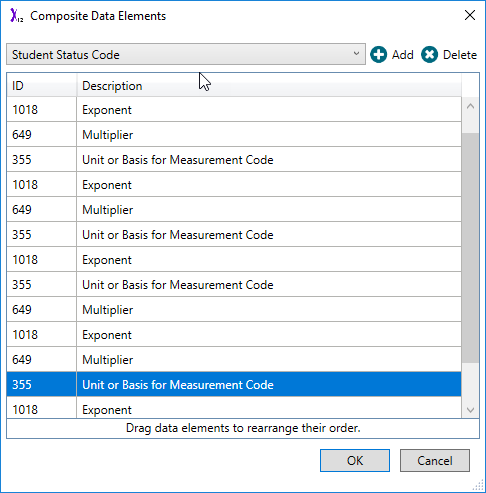 X12 Composite Data Elements
Student Status Code Add Delete
ID Description
1018 Exponent
649 Multiplier
355 Unit or Basis for Measurement Code
1018 Exponent
649 Multiplier
355 Unit or Basis for Measurement Code
1018 Exponent
355 Unit or Basis for Measurement Code
649 Multiplier
1018 Exponent
649 Multiplier
355 Unit or Basis for Measurement Code
1018 Exponent
Drag data elements to rearrange their order.
OK Cancel